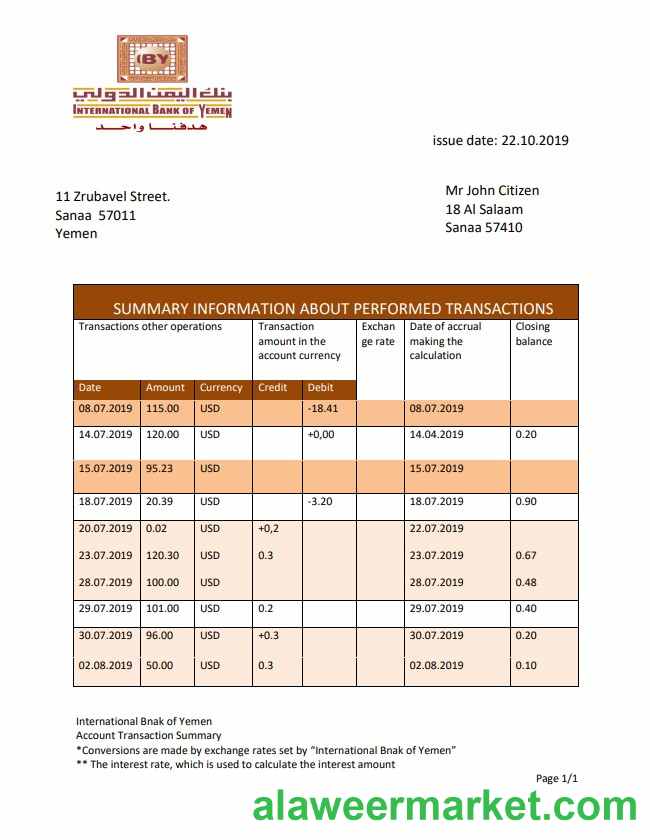 IBY
بنك اليمن الدولي
INTERNATIONAL BANK OF YEMEN
هدفنا واحد
issue date: 22.10.2019
11 Zrubavel Street.
Sanaa 57011
Yemen
Mr John Citizen
18 Al Salaam
Sanaa 57410
SUMMARY INFORMATION ABOUT PERFORMED TRANSACTIONS
Transactions other operations Transaction amount in the account currency Exchan ge rate Date of accrual making the calculation Closing balance
Date Amount Currency Credit Debit
08.07.2019 115.00 USD -18.41 08.07.2019
14.07.2019 120.00 USD +0,00 14.04.2019 0.20
15.07.2019 95.23 USD 15.07.2019
18.07.2019 20.39 USD -3.20 18.07.2019 0.90
20.07.2019 0.02 USD +0,2 22.07.2019
23.07.2019 120.30 USD 0.3 23.07.2019 0.67
28.07.2019 100.00 USD 28.07.2019 0.48
29.07.2019 101.00 USD 0.2 29.07.2019 0.40
30.07.2019 96.00 USD +0.3 30.07.2019 0.20
02.08.2019 50.00 USD 0.3 02.08.2019 0.10
International Bnak of Yemen
Account Transaction Summary
*Conversions are made by exchange rates set by “International Bnak of Yemen”
** The interest rate, which is used to calculate the interest amount
Page 1/1
alaweermarket.com